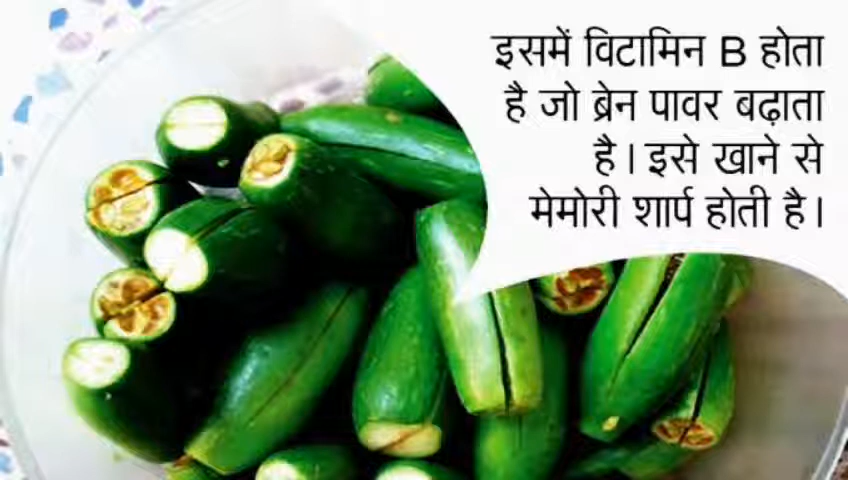 इसमें विटामिन B होता
है जो ब्रेन पावर बढ़ाता
है। इसे खाने से
मेमोरी शार्प होती है।